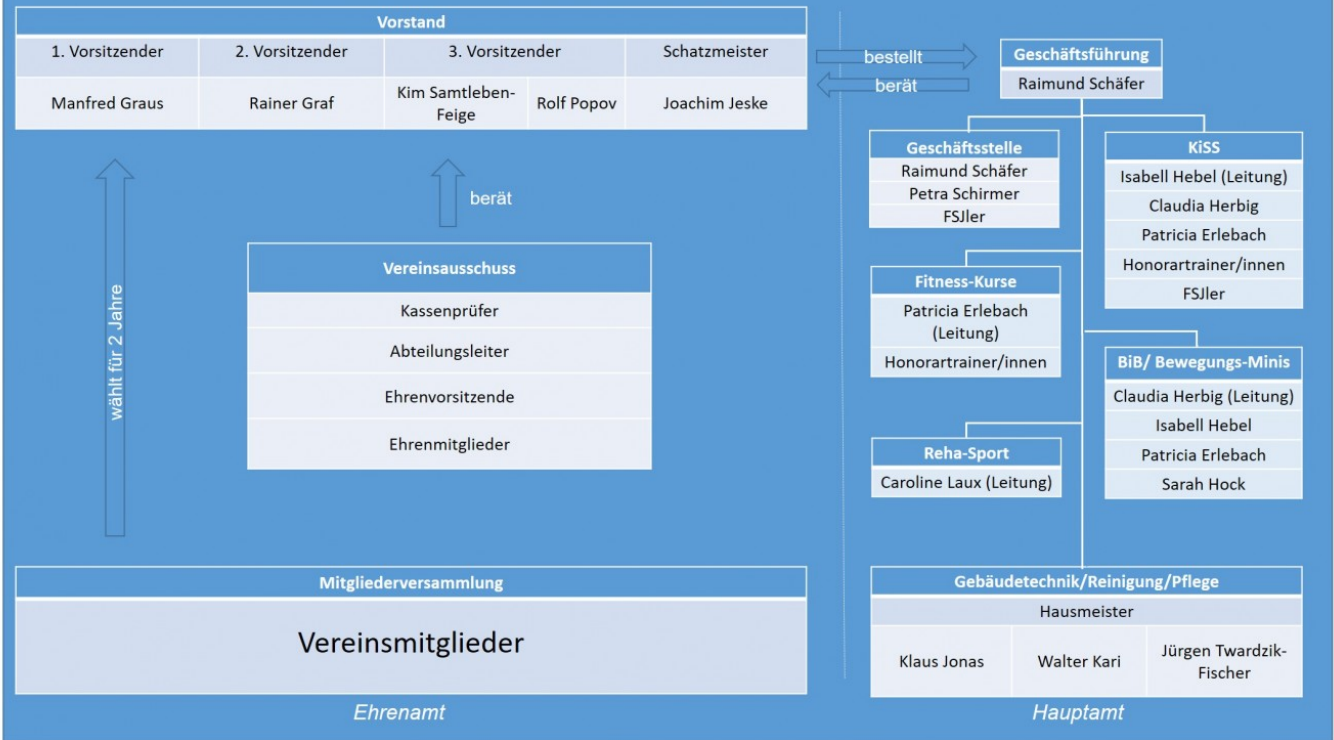 Vorstand
1. Vorsitzender
2. Vorsitzender
3. Vorsitzender
Schatzmeister
Manfred Graus
Rainer Graf
Kim Samtleben-
Feige
Rolf Popov
Joachim Jeske
bestellt
berät
Geschäftsführung
Raimund Schäfer
Geschäftsstelle
Raimund Schäfer
Petra Schirmer
FSJler
KiSS
Isabell Hebel (Leitung)
Claudia Herbig
Patricia Erlebach
Honorartrainer/innen
FSJler
wählt für 2 Jahre
berät
Vereinsausschuss
Kassenprüfer
Abteilungsleiter
Ehrenvorsitzende
Ehrenmitglieder
Fitness-Kurse
Patricia Erlebach
(Leitung)
Honorartrainer/innen
BiB/ Bewegungs-Minis
Claudia Herbig (Leitung)
Isabell Hebel
Patricia Erlebach
Sarah Hock
Reha-Sport
Caroline Laux (Leitung)
Mitgliederversammlung
Vereinsmitglieder
Gebäudetechnik/Reinigung/Pflege
Hausmeister
Klaus Jonas
Walter Kari
Jürgen Twardzik-
Fischer
Ehrenamt
Hauptamt